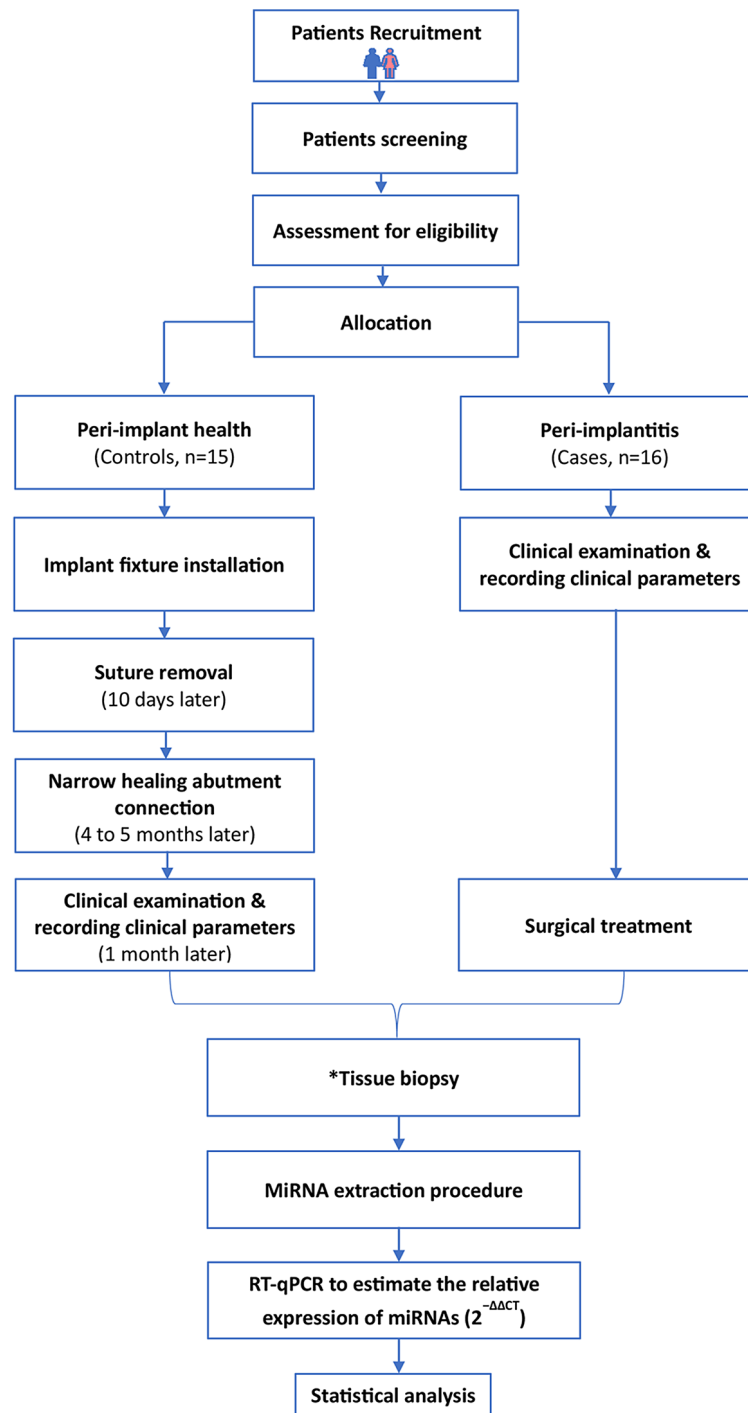 Patients Recruitment
Patients screening
Assessment for eligibility
Allocation
Peri-implant health
(Controls, n=15)
Implant fixture installation
Suture removal
(10 days later)
Narrow healing abutment
connection
(4 to 5 months later)
Clinical examination &
recording clinical parameters
(1 month later)
Peri-implantitis
(Cases, n=16)
Clinical examination &
recording clinical parameters
Surgical treatment
*Tissue biopsy
MiRNA extraction procedure
RT-qPCR to estimate the relative
expression of miRNAs (2^−ΔΔCT)
Statistical analysis